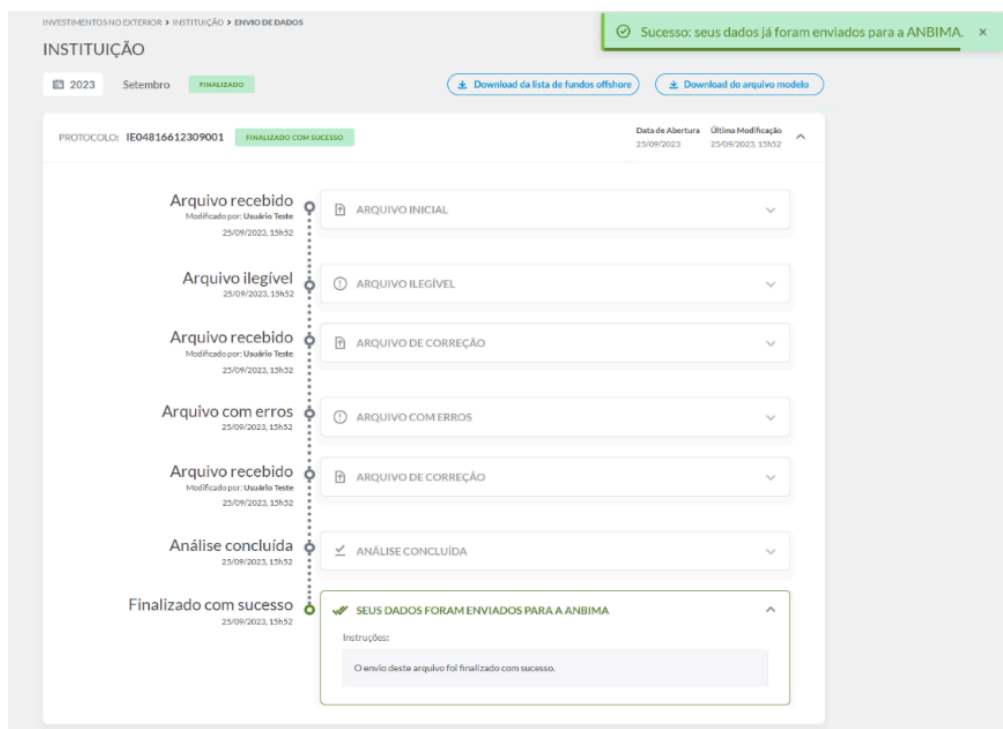 INVESTIMENTOS NO EXTERIOR > INSTITUIÇÃO > ENVIO DE DADOS
Sucesso: seus dados já foram enviados para a ANBIMA. ×
INSTITUIÇÃO
2023 Setembro FINALIZADO Download da lista de fundos offshore Download do arquivo modelo
PROTOCOLO: IE04816612309001 FINALIZADO COM SUCESSO
Data de Abertura Última Modificação
25/09/2023 25/09/2023, 15h52
Arquivo recebido
Modificado por: Usuário Teste
25/09/2023, 15h52
ARQUIVO INICIAL
Arquivo ilegível
25/09/2023, 15h52
ARQUIVO ILEGÍVEL
Arquivo recebido
Modificado por: Usuário Teste
25/09/2023, 15h52
ARQUIVO DE CORREÇÃO
Arquivo com erros
25/09/2023, 15h52
ARQUIVO COM ERROS
Arquivo recebido
Modificado por: Usuário Teste
25/09/2023, 15h52
ARQUIVO DE CORREÇÃO
Análise concluída
25/09/2023, 15h52
ANÁLISE CONCLUÍDA
Finalizado com sucesso
25/09/2023, 15h52
SEUS DADOS FORAM ENVIADOS PARA A ANBIMA
Instruções:
O envio deste arquivo foi finalizado com sucesso.